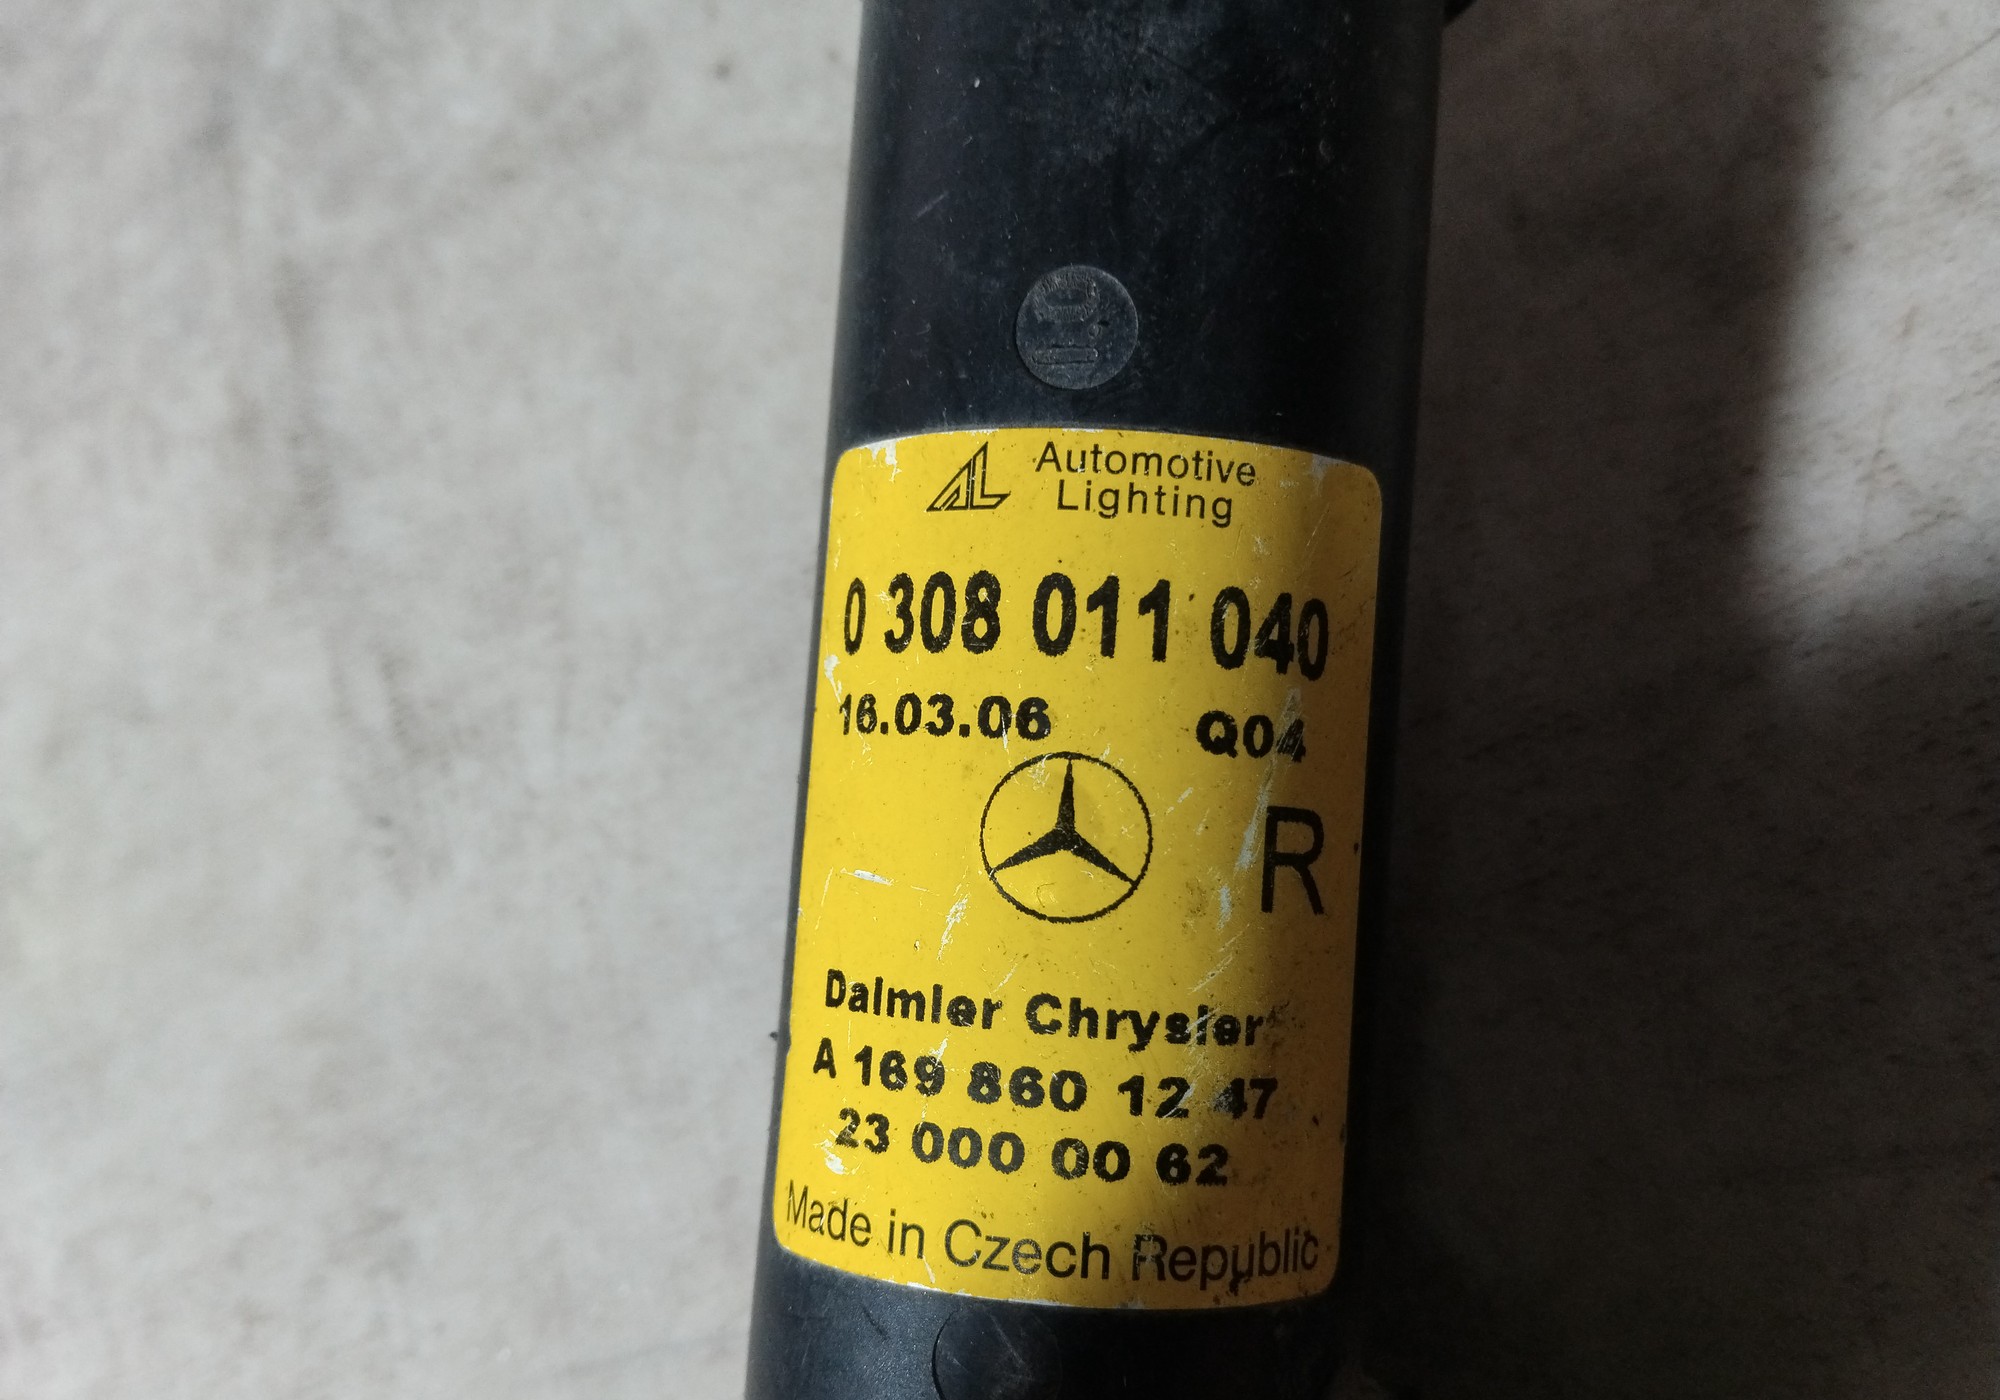 AL Automotive
Lighting
0 308 011 040
16.03.06 Q04
R
Daimler Chrysler
A 169 860 12 47
23 000 00 62
Made in Czech Republic